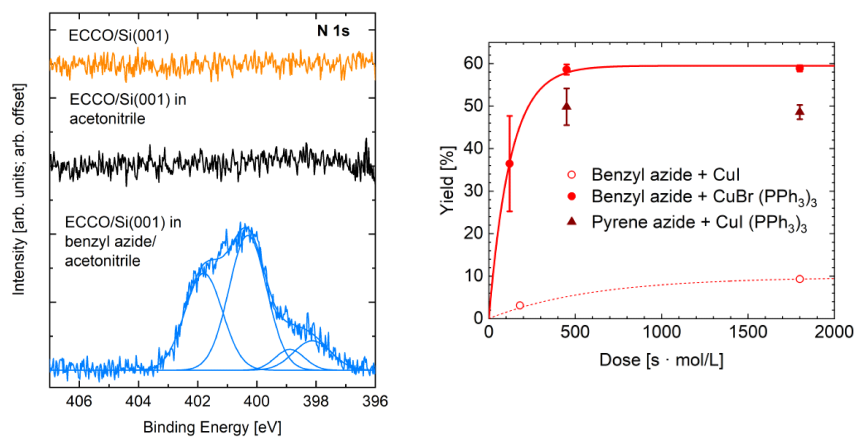 ECCO/Si(001)
N 1s
ECCO/Si(001) in
acetonitrile
ECCO/Si(001) in
benzyl azide/
acetonitrile
Intensity [arb. units; arb. offset]
406 404 402 400 398 396
Binding Energy [eV]
60
50
40
30
20
10
0
Yield [%]
Benzyl azide + CuI
Benzyl azide + CuBr (PPh₃)₃
Pyrene azide + CuI (PPh₃)₃
0 500 1000 1500 2000
Dose [s · mol/L]